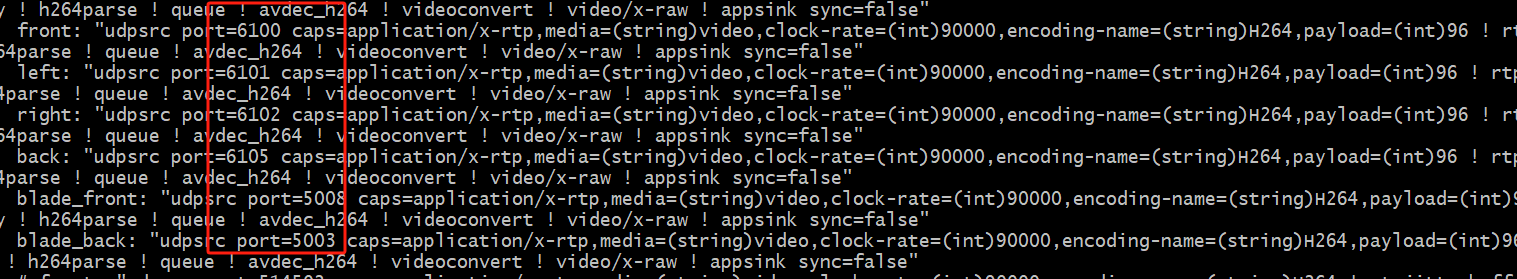 y ! h264parse ! queue ! avdec_h264 ! videoconvert ! video/x-raw ! appsink sync=false"
front: "udpsrc port=6100 caps=application/x-rtp,media=(string)video,clock-rate=(int)90000,encoding-name=(string)H264,payload=(int)96 ! rt
64parse ! queue ! avdec_h264 ! videoconvert ! video/x-raw ! appsink sync=false"
left: "udpsrc port=6101 caps=application/x-rtp,media=(string)video,clock-rate=(int)90000,encoding-name=(string)H264,payload=(int)96 ! rtp
4parse ! queue ! avdec_h264 ! videoconvert ! video/x-raw ! appsink sync=false"
right: "udpsrc port=6102 caps=application/x-rtp,media=(string)video,clock-rate=(int)90000,encoding-name=(string)H264,payload=(int)96 ! rt
64parse ! queue ! avdec_h264 ! videoconvert ! video/x-raw ! appsink sync=false"
back: "udpsrc port=6105 caps=application/x-rtp,media=(string)video,clock-rate=(int)90000,encoding-name=(string)H264,payload=(int)96 ! rtp
4parse ! queue ! avdec_h264 ! videoconvert ! video/x-raw ! appsink sync=false"
blade_front: "udpsrc port=5008 caps=application/x-rtp,media=(string)video,clock-rate=(int)90000,encoding-name=(string)H264,payload=(int)
y ! h264parse ! queue ! avdec_h264 ! videoconvert ! video/x-raw ! appsink sync=false"
blade_back: "udpsrc port=5003 caps=application/x-rtp,media=(string)video,clock-rate=(int)90000,encoding-name=(string)H264,payload=(int)96
! h264parse ! queue ! avdec_h264 ! videoconvert ! video/x-raw ! appsink sync=false"